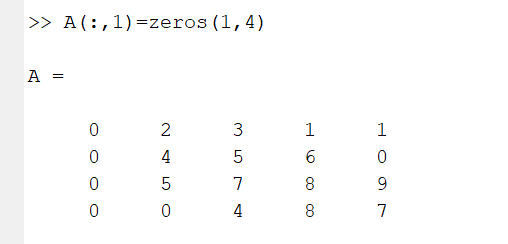 >> A(:,1)=zeros(1,4)
A =
0 2 3 1 1
0 4 5 6 0
0 5 7 8 9
0 0 4 8 7